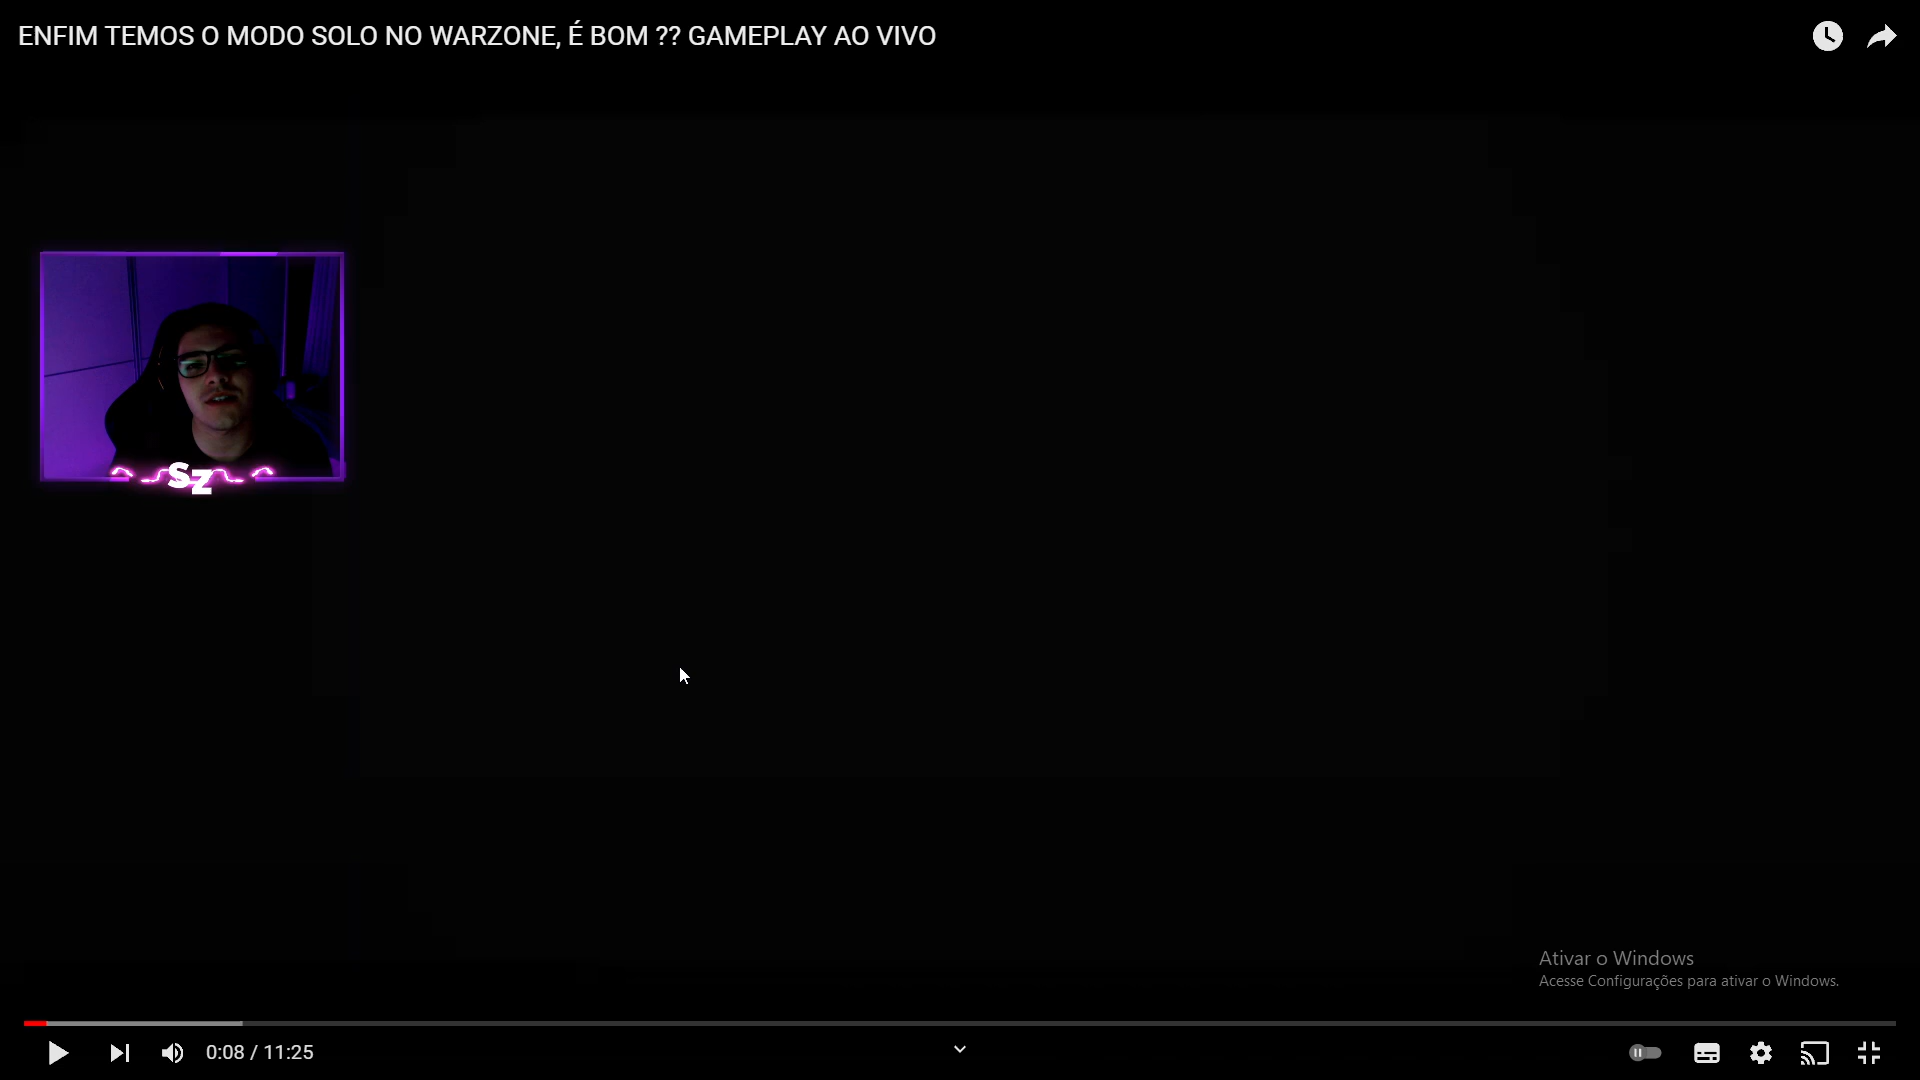 ENFIM TEMOS O MODO SOLO NO WARZONE, É BOM ?? GAMEPLAY AO VIVO
SZ
Ativar o Windows
Acesse Configurações para ativar o Windows.
0:08 / 11:25